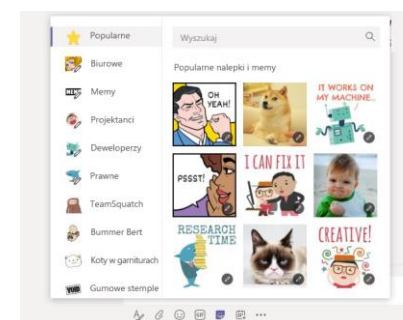 Popularne
Biurowe
Memy
Projektanci
Deweloperzy
Prawne
TeamSquatch
Bummer Bert
Koty w garniturach
Gumowe stemple
Wyszukaj
Popularne nalepki i memy
OH
YEAH!
IT WORKS ON
MY MACHINE...
PSSST!
I CAN FIX IT
RESEARCH
TIME
CREATIVE!
GIF